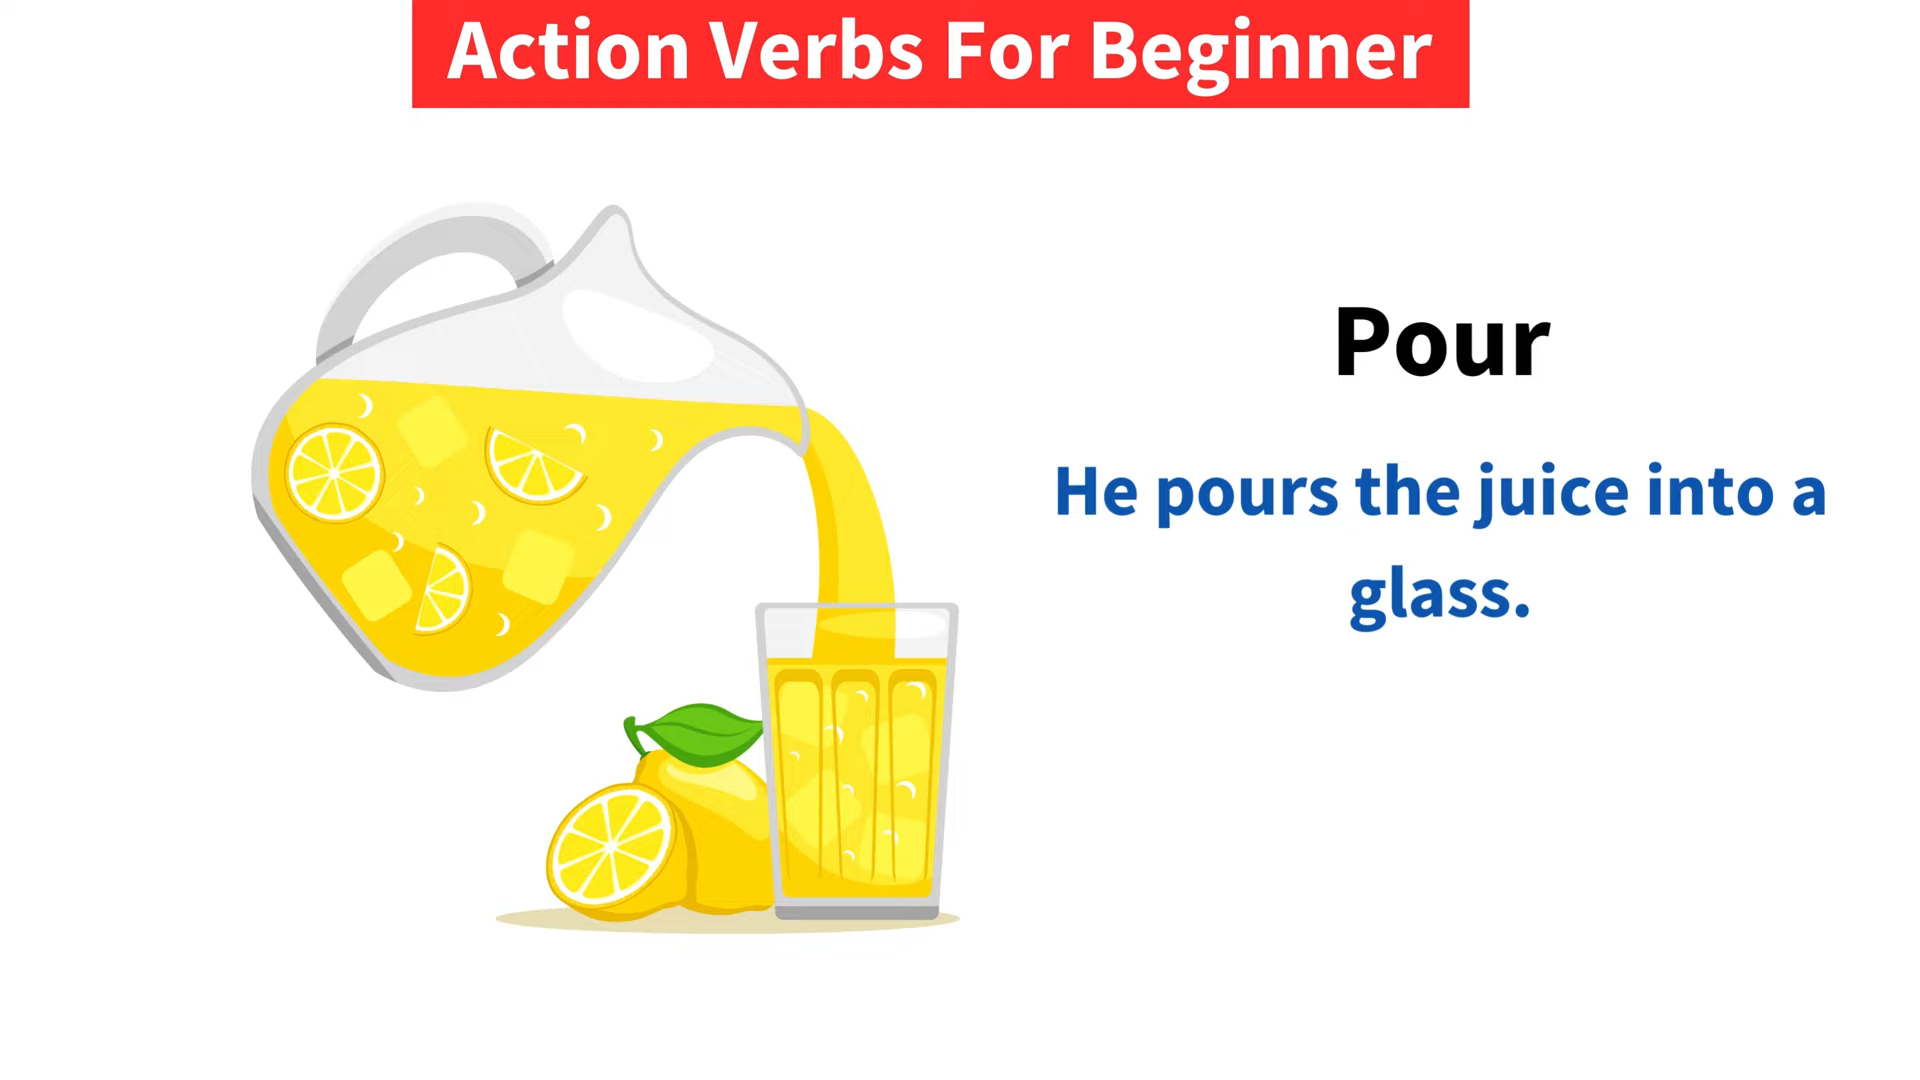 Action Verbs For Beginner
Pour
He pours the juice into a
glass.